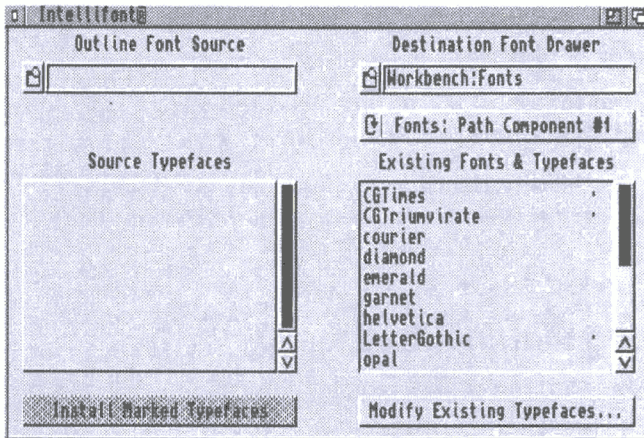 Intellifont®
Outline Font Source
Destination Font Drawer
Workbench:Fonts
Fonts: Path Component #1
Source Typefaces
Existing Fonts & Typefaces
CGTimes
CGTriumvirate
courier
diamond
emerald
garnet
helvetica
LetterGothic
opal
Install Marked Typefaces
Modify Existing Typefaces...